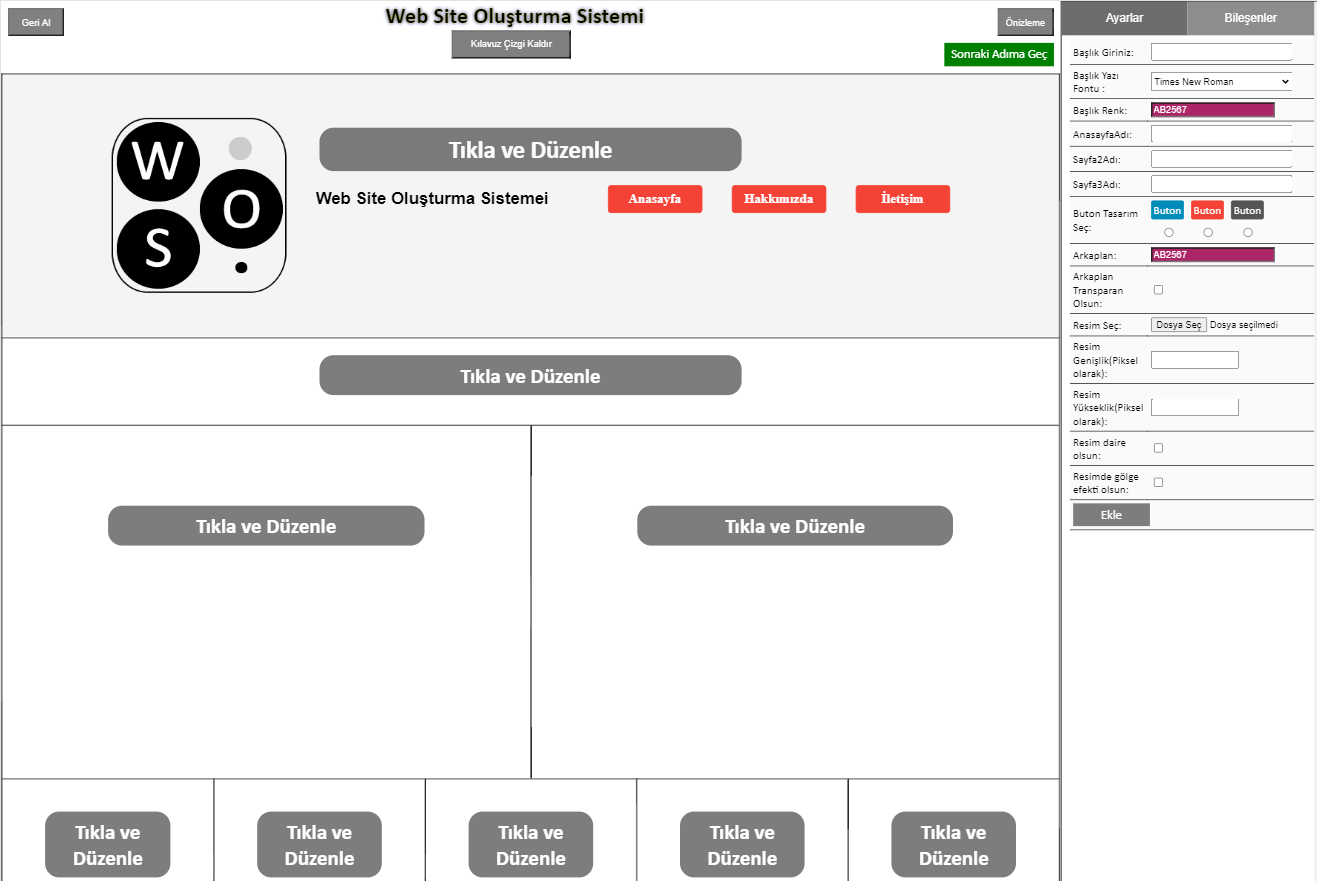 Geri Al
Web Site Oluşturma Sistemi
Kılavuz Çizgi Kaldır
Önizleme
Sonraki Adıma Geç
W
O
S
Tıkla ve Düzenle
Web Site Oluşturma Sistemei
Anasayfa
Hakkımızda
İletişim
Tıkla ve Düzenle
Tıkla ve Düzenle
Tıkla ve Düzenle
Tıkla ve
Düzenle
Tıkla ve
Düzenle
Tıkla ve
Düzenle
Tıkla ve
Düzenle
Tıkla ve
Düzenle
Ayarlar
Bileşenler
Başlık Giriniz:
Başlık Yazı
Fontu :
Times New Roman
Başlık Renk:
AB2567
AnasayfaAdı:
Sayfa2Adı:
Sayfa3Adı:
Buton Tasarım
Seç:
Buton
Buton
Buton
Arkaplan:
AB2567
Arkaplan
Transparan
Olsun:
Resim Seç:
Dosya Seç
Dosya seçilmedi
Resim
Genişlik(Piksel
olarak):
Resim
Yükseklik(Piksel
olarak):
Resim daire
olsun:
Resimde gölge
efekti olsun:
Ekle